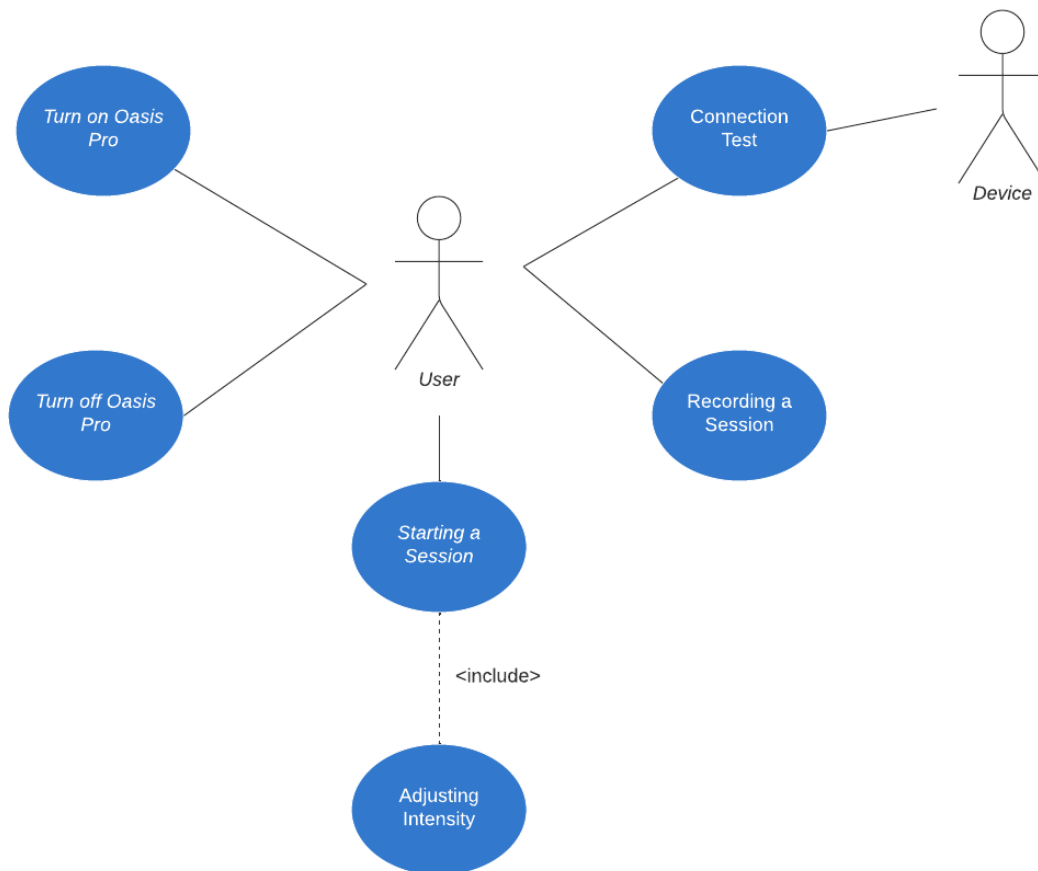 Turn on Oasis
Pro
Connection
Test
Device
User
Turn off Oasis
Pro
Recording a
Session
Starting a
Session
<include>
Adjusting
Intensity